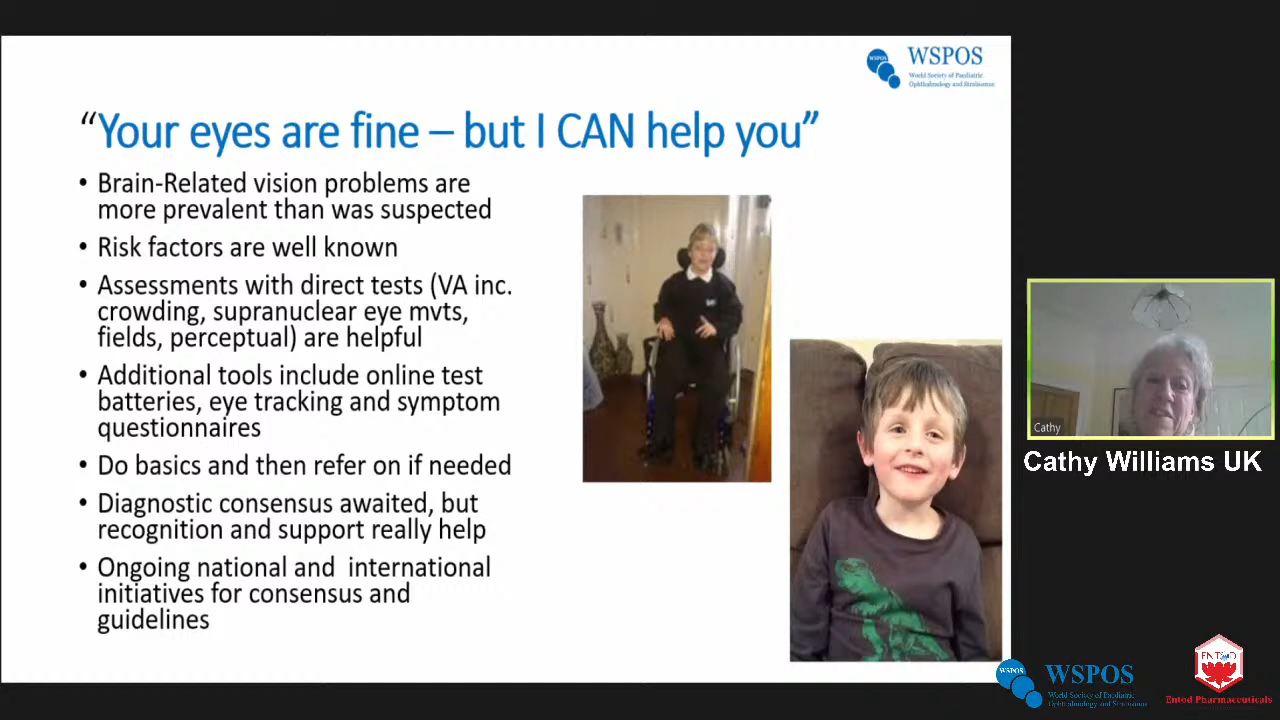 WSPOS
WSPOS
World Society of Paediatric
Ophthalmology and Strabismus
“Your eyes are fine – but I CAN help you”
• Brain-Related vision problems are
more prevalent than was suspected
• Risk factors are well known
• Assessments with direct tests (VA inc.
crowding, supranuclear eye mvts,
fields, perceptual) are helpful
• Additional tools include online test
batteries, eye tracking and symptom
questionnaires
• Do basics and then refer on if needed
• Diagnostic consensus awaited, but
recognition and support really help
• Ongoing national and  international
initiatives for consensus and
guidelines
Cathy
Cathy Williams UK
WSPOS
WSPOS
World Society of Paediatric
Ophthalmology and Strabismus
ENTOD
Entod Pharmaceuticals